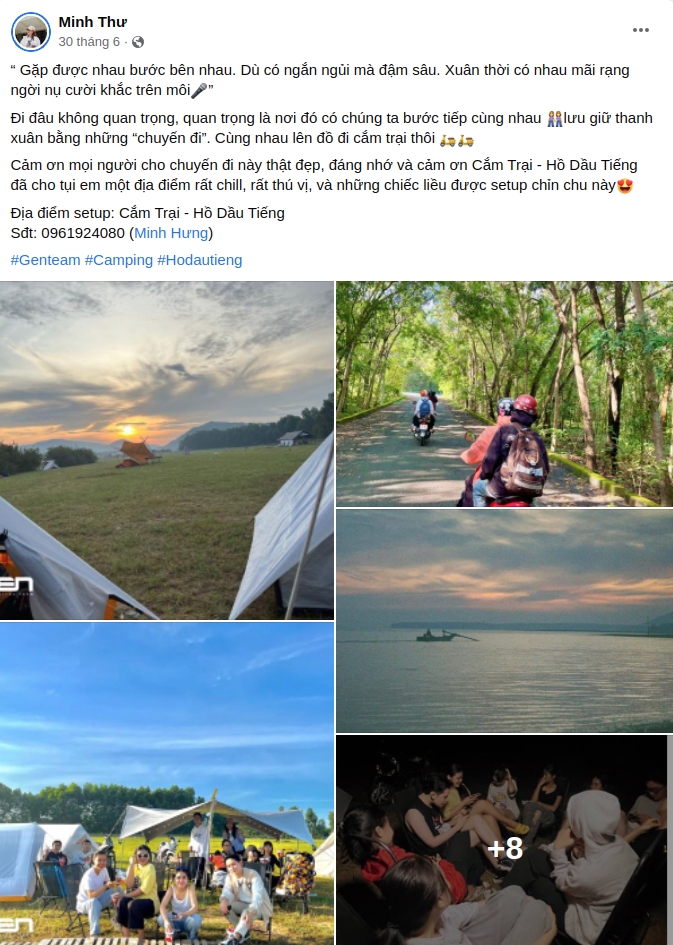 Minh Thư
30 tháng 6 ·
“ Gặp được nhau bước bên nhau. Dù có ngắn ngủi mà đậm sâu. Xuân thời có nhau mãi rạng
ngời nụ cười khắc trên môi🎤”
Đi đâu không quan trọng, quan trọng là nơi đó có chúng ta bước tiếp cùng nhau 👭lưu giữ thanh
xuân bằng những “chuyến đi”. Cùng nhau lên đồ đi cắm trại thôi 🛵🛵
Cảm ơn mọi người cho chuyến đi này thật đẹp, đáng nhớ và cảm ơn Cắm Trại - Hồ Dầu Tiếng
đã cho tụi em một địa điểm rất chill, rất thú vị, và những chiếc liều được setup chỉn chu này😍
Địa điểm setup: Cắm Trại - Hồ Dầu Tiếng
Sđt: 0961924080 (Minh Hưng)
#Genteam #Camping #Hodautieng
+8